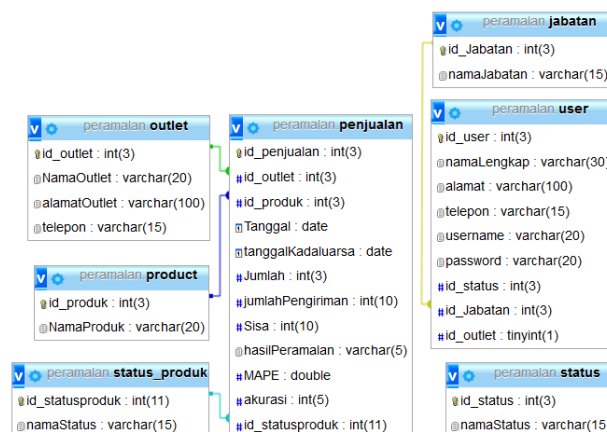 peramalan jabatan
id_Jabatan : int(3)
namaJabatan : varchar(15)
peramalan user
id_user : int(3)
namaLengkap : varchar(30)
alamat : varchar(100)
telepon : varchar(15)
username : varchar(20)
password : varchar(20)
#id_status : int(3)
#id_Jabatan : int(3)
#id_outlet : tinyint(1)
peramalan outlet
id_outlet : int(3)
NamaOutlet : varchar(20)
alamatOutlet : varchar(100)
telepon : varchar(15)
peramalan penjualan
id_penjualan : int(3)
#id_outlet : int(3)
#id_produk : int(3)
Tanggal : date
tanggalKadaluarsa : date
#Jumlah : int(3)
#jumlahPengiriman : int(10)
#Sisa : int(10)
hasilPeramalan : varchar(5)
#MAPE : double
#akurasi : int(5)
#id_statusproduk : int(11)
peramalan product
id_produk : int(3)
NamaProduk : varchar(20)
peramalan status_produk
id_statusproduk : int(11)
namaStatus : varchar(15)
peramalan status
id_status : int(3)
namaStatus : varchar(15